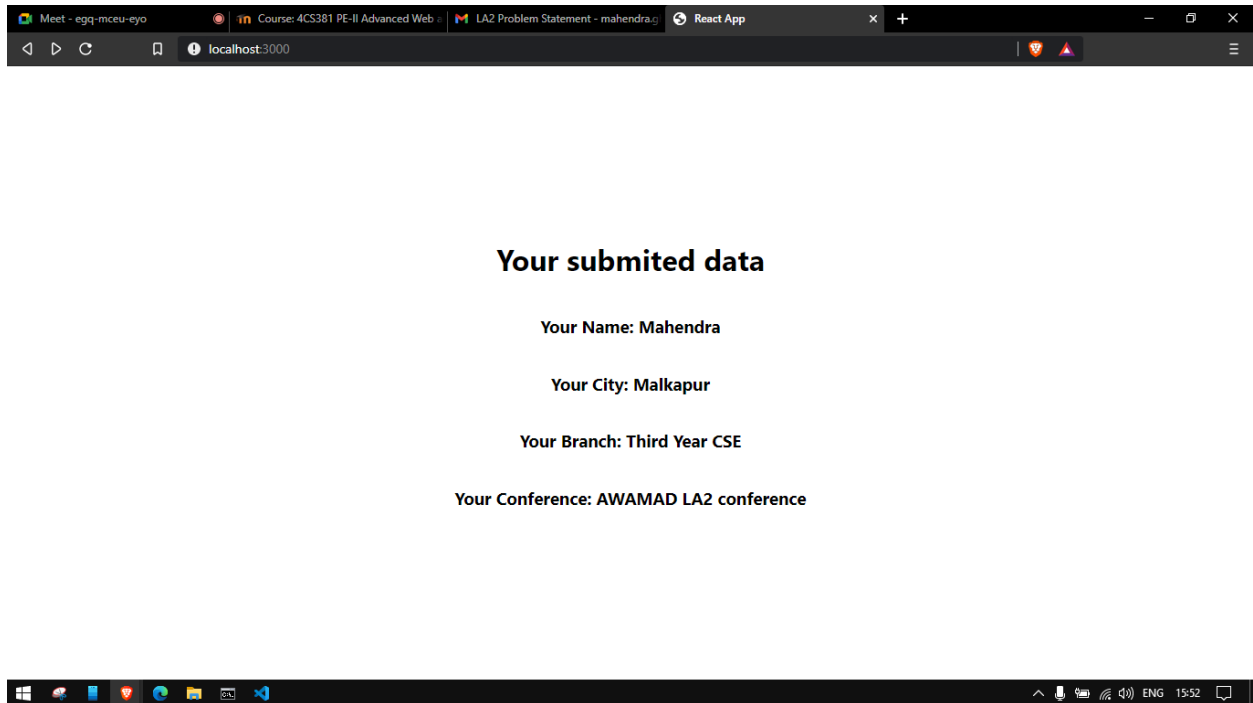 Meet - egq-mceu-eyo
Course: 4CS381 PE-II Advanced Web a
LA2 Problem Statement - mahendra.g
React App
localhost:3000
Your submited data
Your Name: Mahendra
Your City: Malkapur
Your Branch: Third Year CSE
Your Conference: AWAMAD LA2 conference
ENG 15:52